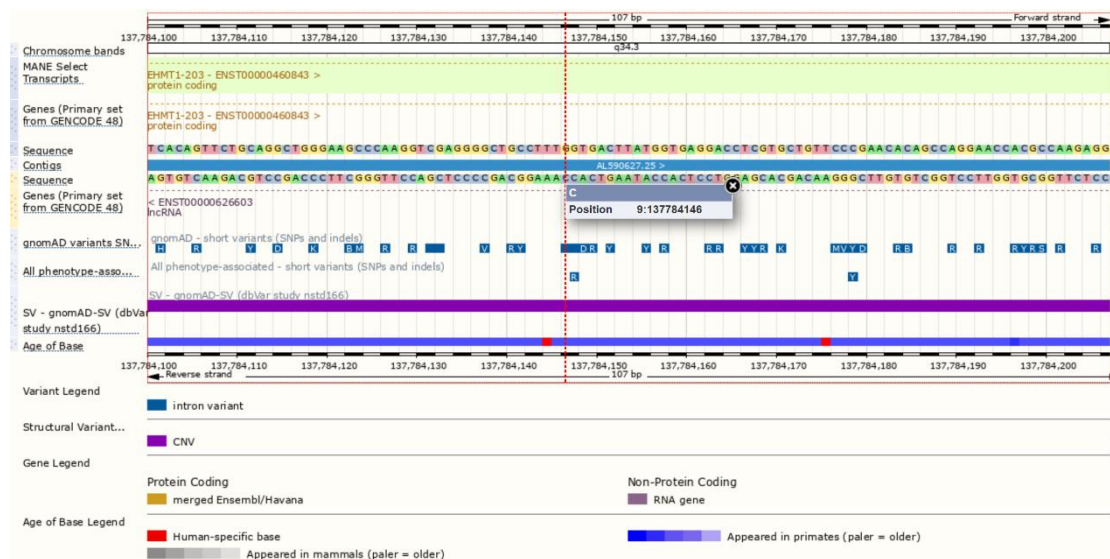 107 bp Forward strand
137,784,100 137,784,110 137,784,120 137,784,130 137,784,140 137,784,150 137,784,160 137,784,170 137,784,180 137,784,190 137,784,200
Chromosome bands q34.3
MANE Select
Transcripts
EHMT1-203 - ENST00000460843 >
protein coding
Genes (Primary set
from GENCODE 48)
EHMT1-203 - ENST00000460843 >
protein coding
Sequence
Contigs AL590627.25 >
Sequence
Genes (Primary set
from GENCODE 48)
< ENST00000626603
lncRNA
C
Position 9:137784146
gnomAD variants SN...
gnomAD - short variants (SNPs and indels)
H R Y D K B M R R V R Y D R Y Y R R R Y Y R K M V Y D R B R R R Y R S R R
All phenotype-asso...
All phenotype-associated - short variants (SNPs and indels)
R Y
SV - gnomAD-SV (dbVar study nstd166)
SV - gnomAD-SV (dbVar
study nstd166)
Age of Base
137,784,100 137,784,110 137,784,120 137,784,130 137,784,140 137,784,150 137,784,160 137,784,170 137,784,180 137,784,190 137,784,200
Reverse strand 107 bp
Variant Legend
intron variant
Structural Variant...
CNV
Gene Legend
Protein Coding Non-Protein Coding
merged Ensembl/Havana RNA gene
Age of Base Legend
Human-specific base Appeared in primates (paler = older)
Appeared in mammals (paler = older)